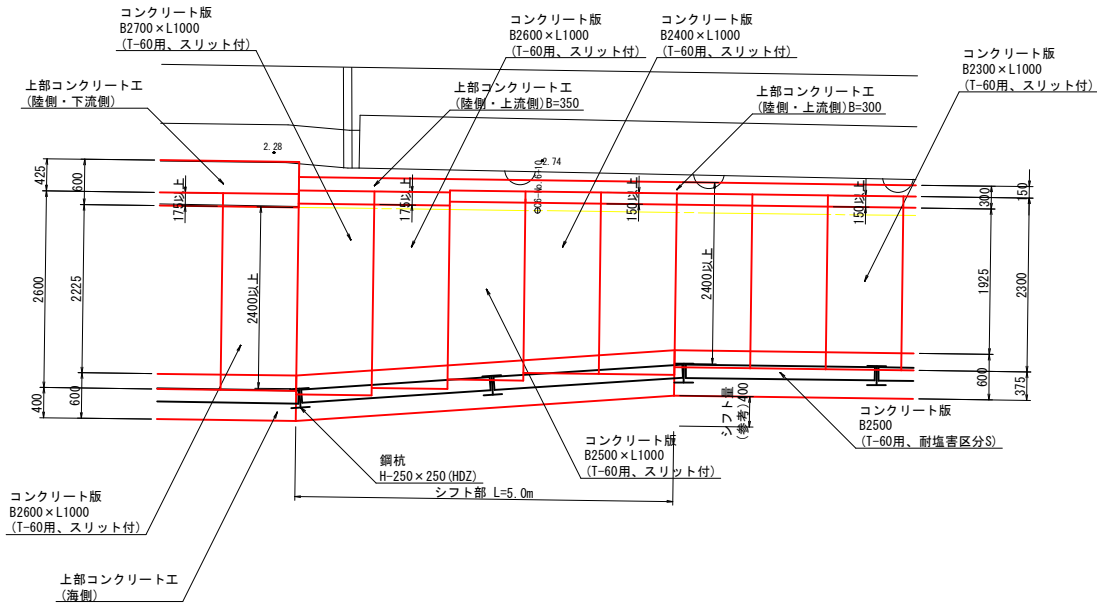 コンクリート版
B2700×L1000
(T-60用、スリット付)
コンクリート版
B2600×L1000
(T-60用、スリット付)
コンクリート版
B2400×L1000
(T-60用、スリット付)
コンクリート版
B2300×L1000
(T-60用、スリット付)
上部コンクリート工
(陸側・下流側)
上部コンクリート工
(陸側・上流側)B=350
上部コンクリート工
(陸側・上流側)B=300
2.28
2.74
425
600
175以上
175以上
150以上
150以上
300
150
2600
2225
2400以上
2400以上
1925
2300
400
600
600
375
シフト量
(参考)400
コンクリート版
B2500
(T-60用、耐塩害区分S)
コンクリート版
B2500×L1000
(T-60用、スリット付)
鋼杭
H-250×250(HDZ)
シフト部 L=5.0m
コンクリート版
B2600×L1000
(T-60用、スリット付)
上部コンクリート工
(海側)